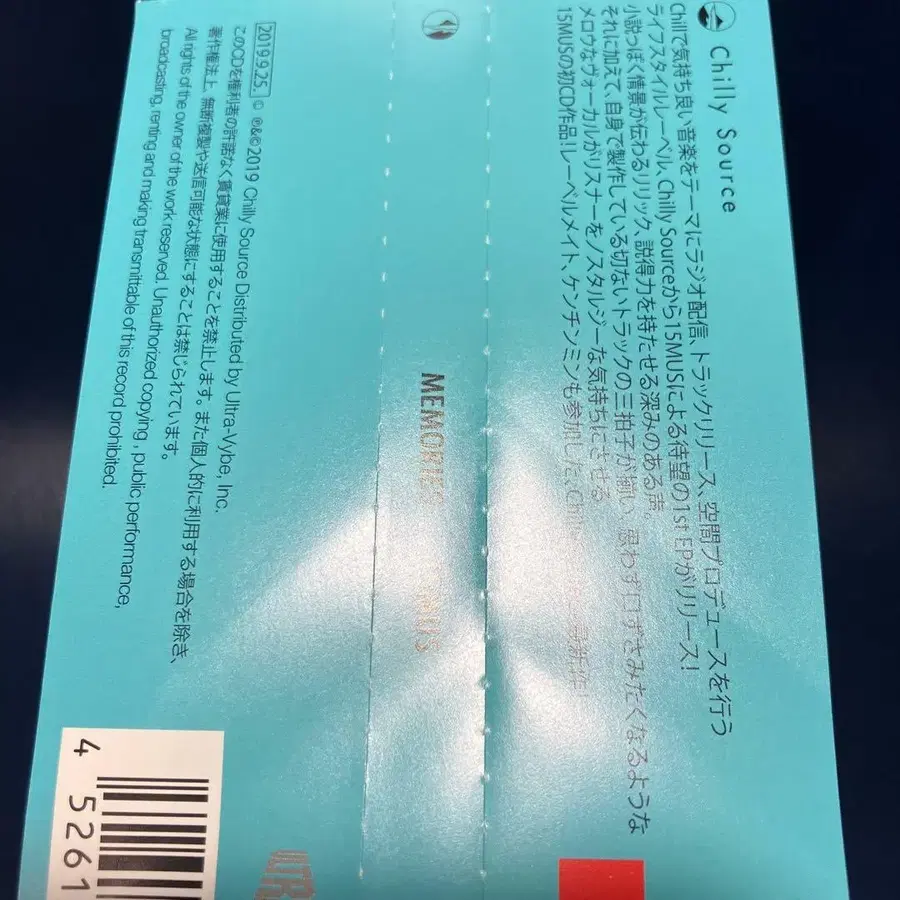 Chilly Source
Chillで気持ち良い音楽をテーマにラジオ配信、トラックリリース、空間プロデュースを行う
ライフスタイルレーベル、Chilly Sourceから15MUSによる待望の1st EPがリリース!
小説っぽく情景が伝わるリリック、説得力を持たせる深みのある声。
それに加えて、自身で製作している切ないトラックの三拍子が揃い、思わず口ずさみたくなるような
メロウなヴォーカルがリスナーをノスタルジーな気持ちにさせる
15MUSの初CD作品!レーベルメイト、ケンチンミンも参加した、Chilly 最新作!
MEMORIES MUS
2019.9.25. © ℗&©2019 Chilly Source Distributed by Ultra-Vybe, Inc.
このCDを権利者の許諾なく賃貸業に使用することを禁止します。また個人的に利用する場合を除き、
著作権法上、無断複製や送信可能な状態にすることは禁じられています。
All rights of the owner of the work reserved. Unauthorized copying, public performance,
broadcasting, renting and making transmittable of this record prohibited.
4 5261